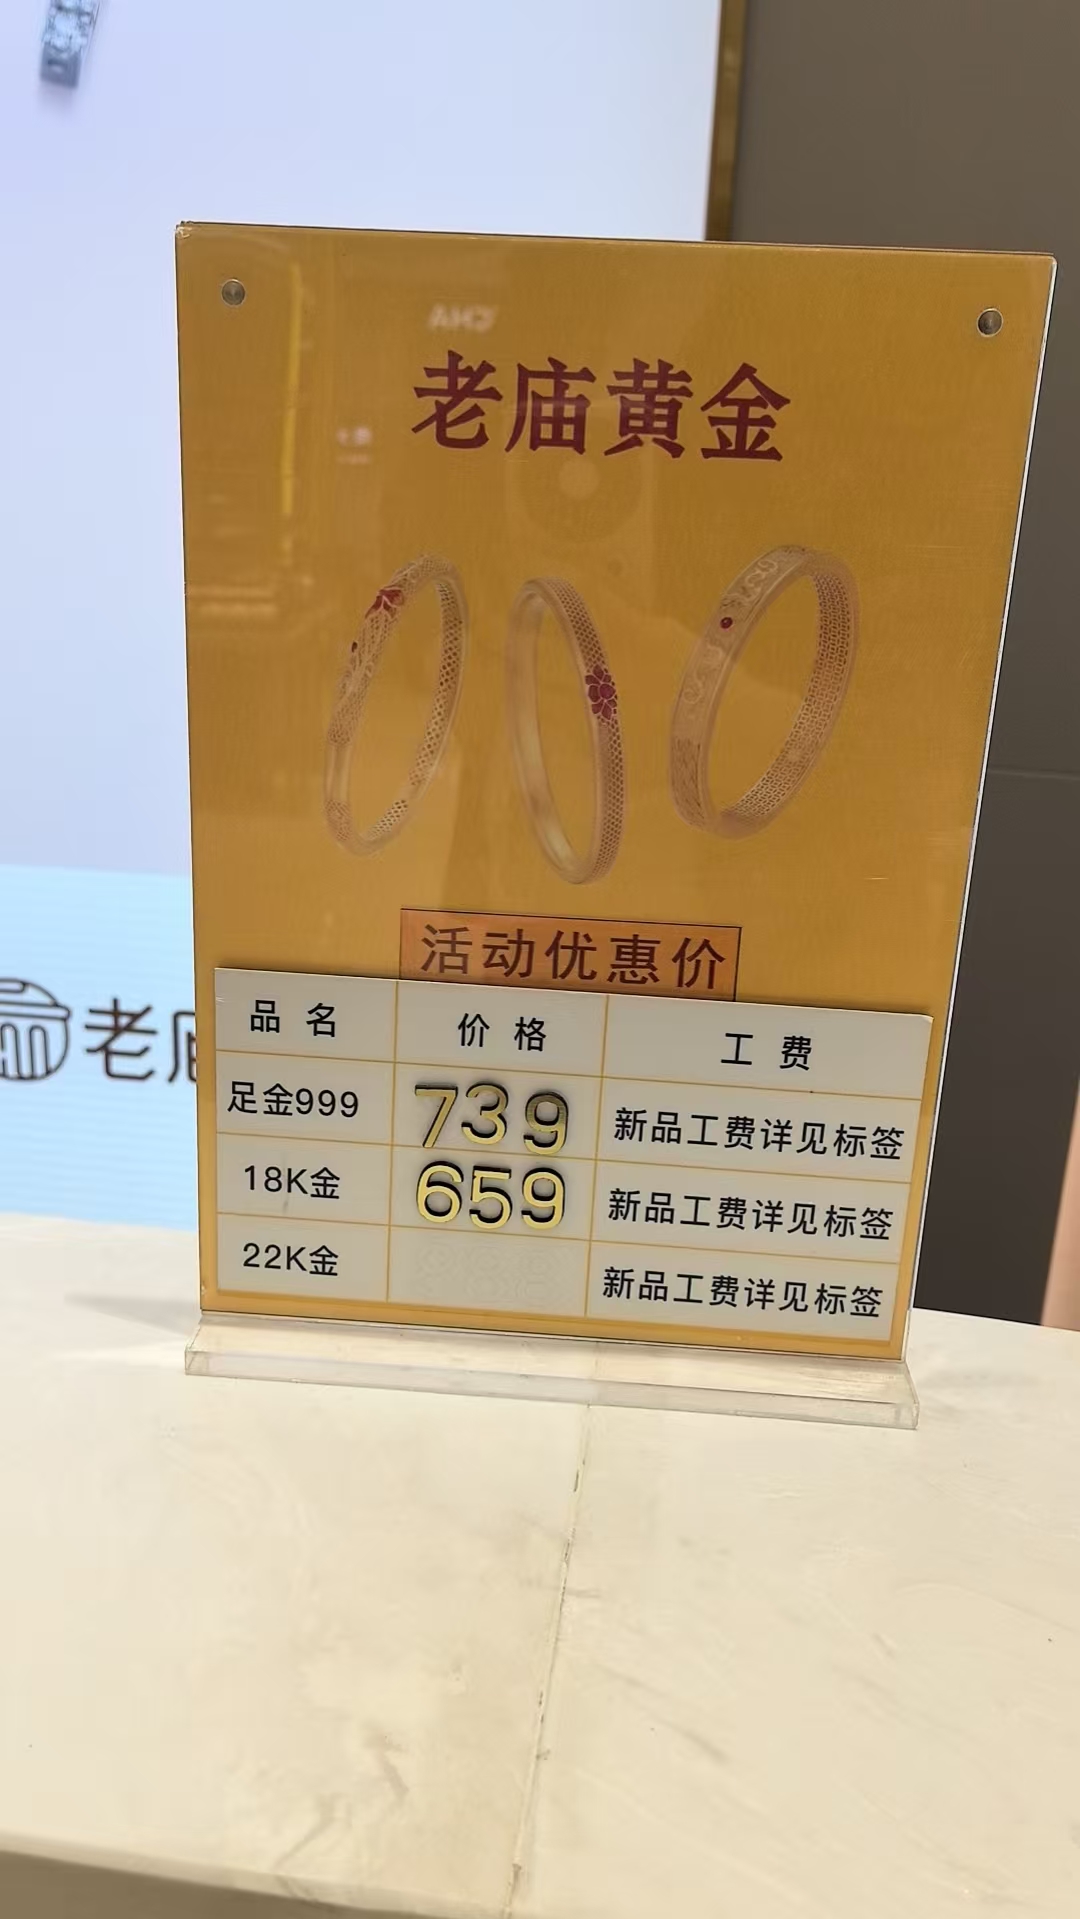 老庙黄金
活动优惠价
品名 价格 工费
足金999 739 新品工费详见标签
18K金 659 新品工费详见标签
22K金 新品工费详见标签
老庙